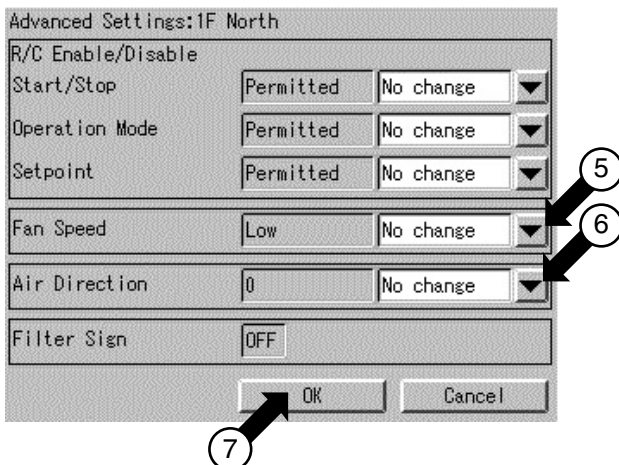 Advanced Settings:1F North
R/C Enable/Disable
Start/Stop Permitted No change
Operation Mode Permitted No change
Setpoint Permitted No change
5
Fan Speed Low No change
6
Air Direction 0 No change
Filter Sign OFF
OK Cancel
7